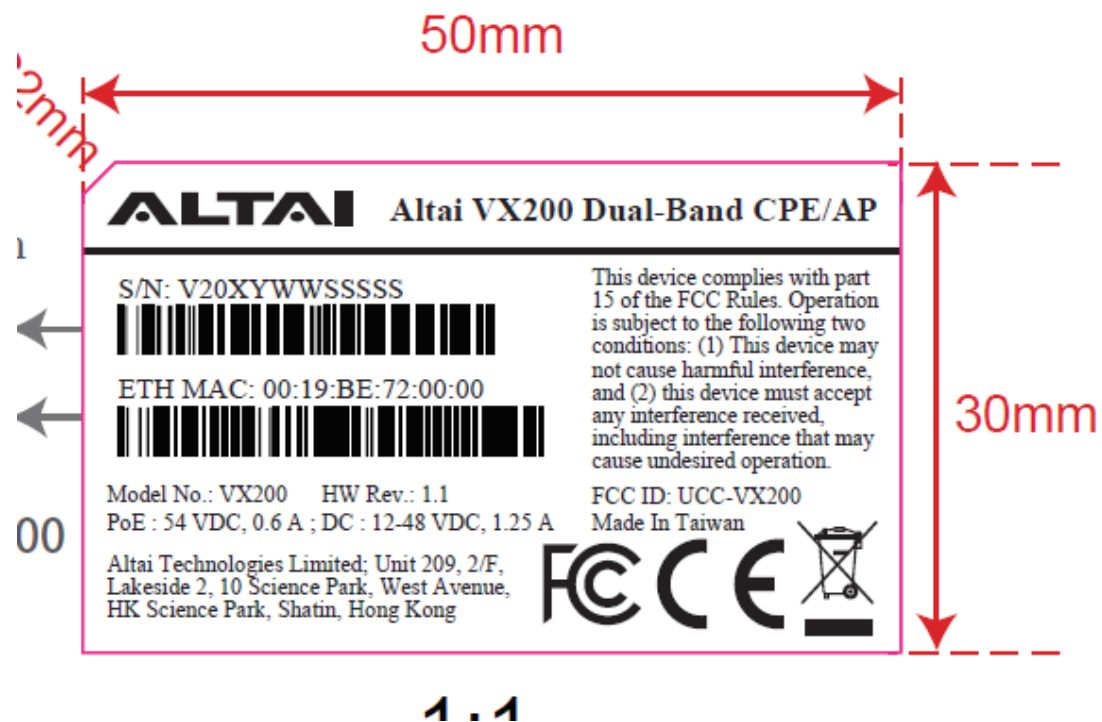 50mm
2mm
ALTAI Altai VX200 Dual-Band CPE/AP
S/N: V20XYWWSSSSS
ETH MAC: 00:19:BE:72:00:00
Model No.: VX200 HW Rev.: 1.1
PoE : 54 VDC, 0.6 A ; DC : 12-48 VDC, 1.25 A
Altai Technologies Limited; Unit 209, 2/F,
Lakeside 2, 10 Science Park, West Avenue,
HK Science Park, Shatin, Hong Kong
This device complies with part
15 of the FCC Rules. Operation
is subject to the following two
conditions: (1) This device may
not cause harmful interference,
and (2) this device must accept
any interference received,
including interference that may
cause undesired operation.
FCC ID: UCC-VX200
Made In Taiwan
FC CE
30mm
00
1:1